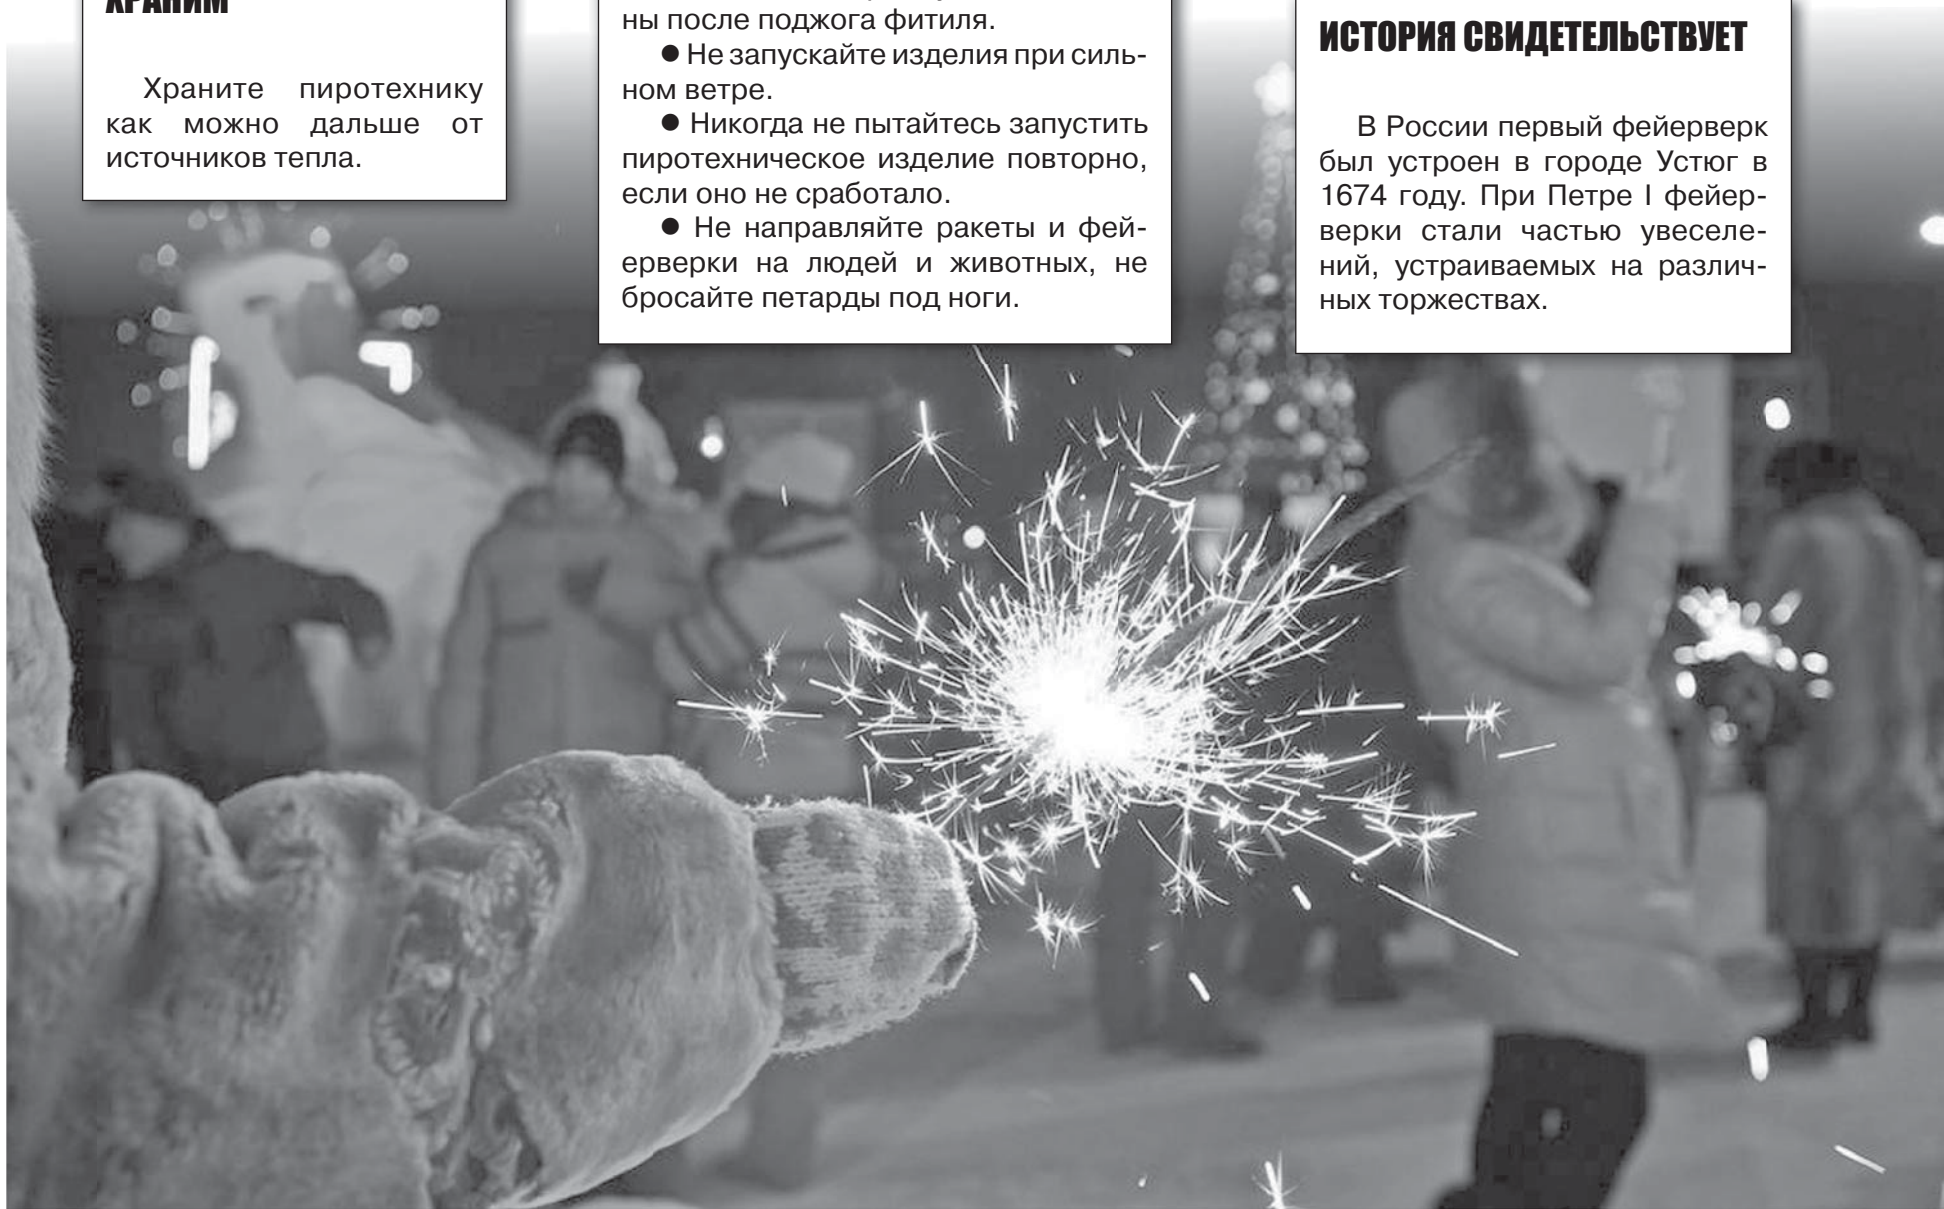 ХРАНИМ
Храните пиротехнику
как можно дальше от
источников тепла.
ны после поджога фитиля.
● Не запускайте изделия при силь-
ном ветре.
● Никогда не пытайтесь запустить
пиротехническое изделие повторно,
если оно не сработало.
● Не направляйте ракеты и фей-
ерверки на людей и животных, не
бросайте петарды под ноги.
ИСТОРИЯ СВИДЕТЕЛЬСТВУЕТ
В России первый фейерверк
был устроен в городе Устюг в
1674 году. При Петре I фейер-
верки стали частью увеселе-
ний, устраиваемых на различ-
ных торжествах.